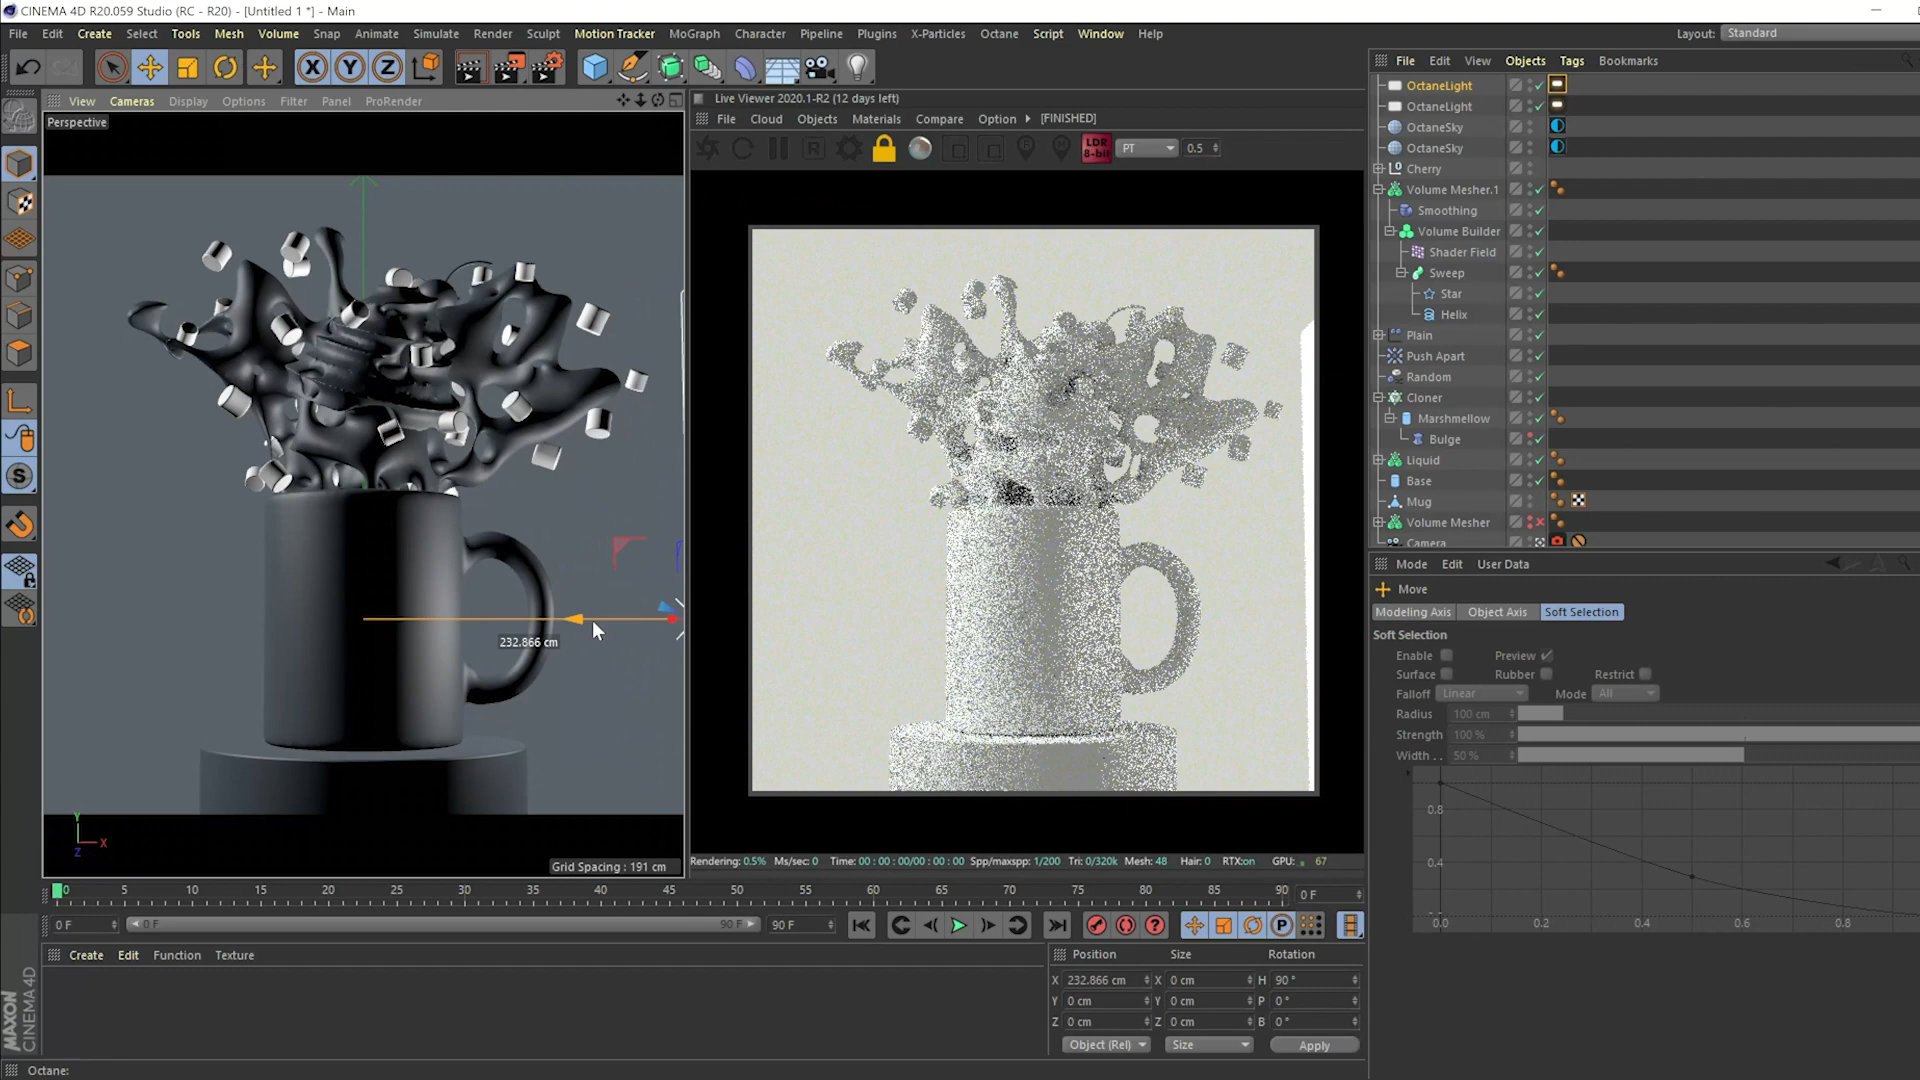 CINEMA 4D R20.059 Studio (RC - R20) - [Untitled 1 *] - Main
File Edit Create Select Tools Mesh Volume Snap Animate Simulate Render Sculpt Motion Tracker MoGraph Character Pipeline Plugins X-Particles Octane Script Window Help
Layout: Standard
X Y Z
File Edit View Objects Tags Bookmarks
View Cameras Display Options Filter Panel ProRender
Live Viewer 2020.1-R2 (12 days left)
File Cloud Objects Materials Compare Option [FINISHED]
Perspective
R LDR 8-bit PT 0.5
OctaneLight
OctaneLight
OctaneSky
OctaneSky
Cherry
Volume Mesher.1
Smoothing
Volume Builder
Shader Field
Sweep
Star
Helix
Plain
Push Apart
Random
Cloner
Marshmellow
Bulge
Liquid
Base
Mug
Volume Mesher
Camera
232.866 cm
Y
X
Z
Grid Spacing : 191 cm
Rendering: 0.5% Ms/sec: 0 Time: 00 : 00 : 00/00 : 00 : 00 Spp/maxspp: 1/200 Tri: 0/320k Mesh: 48 Hair: 0 RTX:on GPU: 67
Mode Edit User Data
Move
Modeling Axis Object Axis Soft Selection
Soft Selection
Enable Preview
Surface Rubber Restrict
Falloff Linear Mode All
Radius 100 cm
Strength 100 %
Width . . 50 %
0.8
0.4
0.0 0.2 0.4 0.6 0.8
0 5 10 15 20 25 30 35 40 45 50 55 60 65 70 75 80 85 90 0 F
0 F 0 F 90 F 90 F
Create Edit Function Texture
Position Size Rotation
X 232.866 cm X 0 cm H 90 °
Y 0 cm Y 0 cm P 0 °
Z 0 cm Z 0 cm B 0 °
Object (Rel) Size Apply
MAXON
CINEMA 4D
Octane: